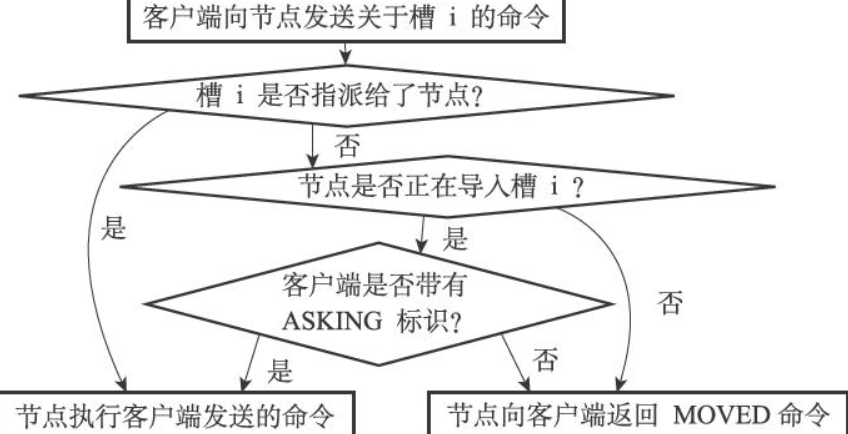 客户端向节点发送关于槽 i 的命令
槽 i 是否指派给了节点？
否
节点是否正在导入槽 i ？
是
是
客户端是否带有
ASKING 标识？
否
是
否
节点执行客户端发送的命令
节点向客户端返回 MOVED 命令